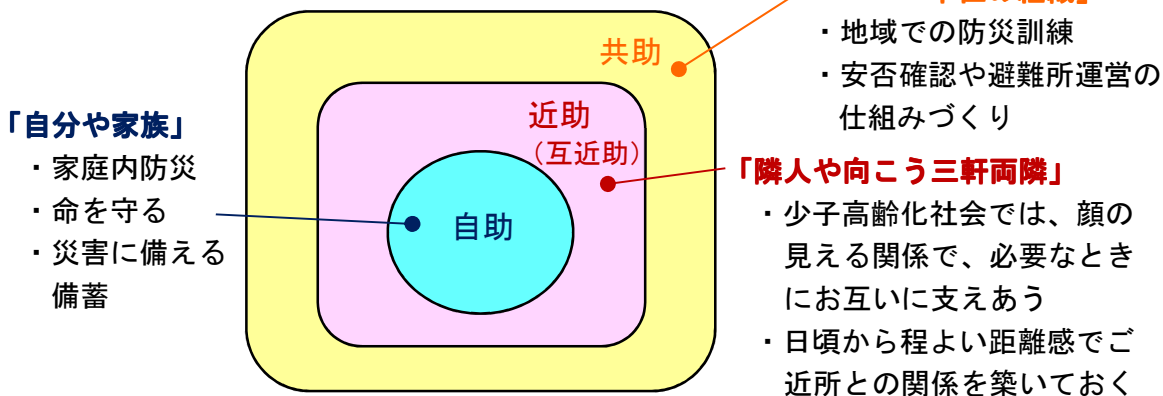 共助
・地域での防災訓練
・安否確認や避難所運営の
仕組みづくり
近助
（互近助）
「自分や家族」
・家庭内防災
・命を守る
・災害に備える
備蓄
自助
「隣人や向こう三軒両隣」
・少子高齢化社会では、顔の
見える関係で、必要なとき
にお互いに支えあう
・日頃から程よい距離感でご
近所との関係を築いておく